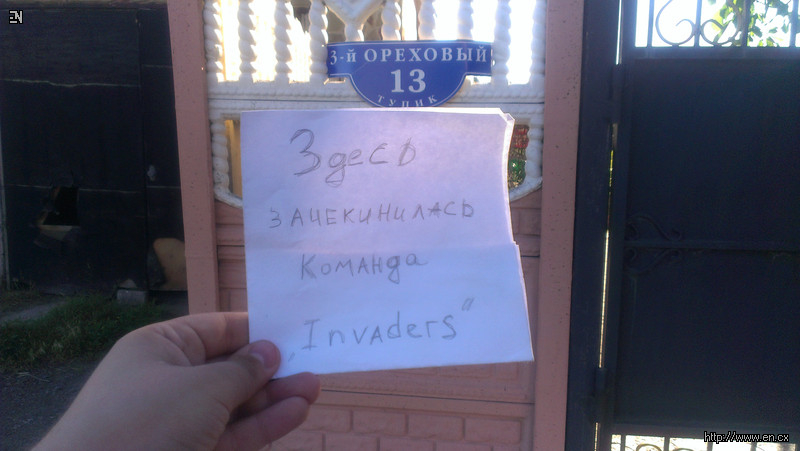 EN
3-й ОРЕХОВЫЙ
13
ТУПИК
Здесь
зачекинилась
команда
„Invaders"
http://www.en.cx